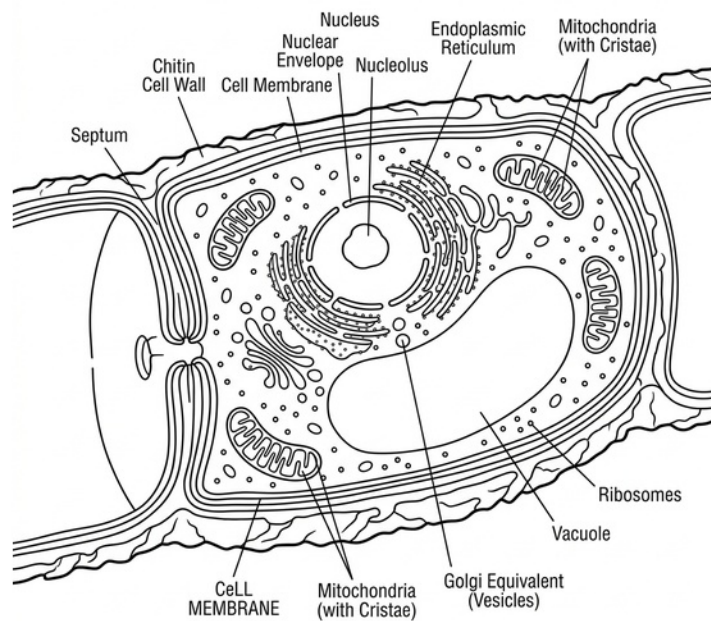 Nucleus
Nuclear
Envelope
Nucleolus
Endoplasmic
Reticulum
Mitochondria
(with Cristae)
Chitin
Cell Wall
Cell Membrane
Septum
Ribosomes
Vacuole
Golgi Equivalent
(Vesicles)
Mitochondria
(with Cristae)
CeLL
MEMBRANE